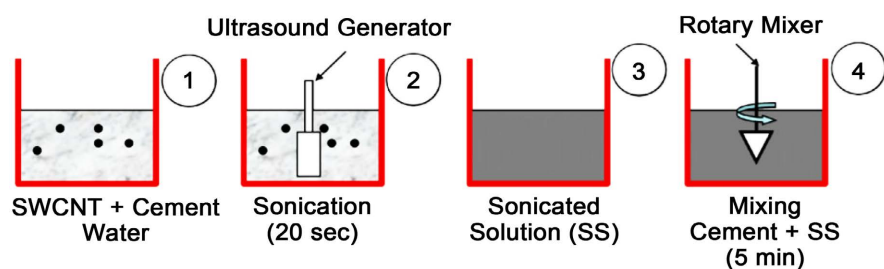 Ultrasound Generator
Rotary Mixer
1
2
3
4
SWCNT + Cement
Water
Sonication
(20 sec)
Sonicated
Solution (SS)
Mixing
Cement + SS
(5 min)